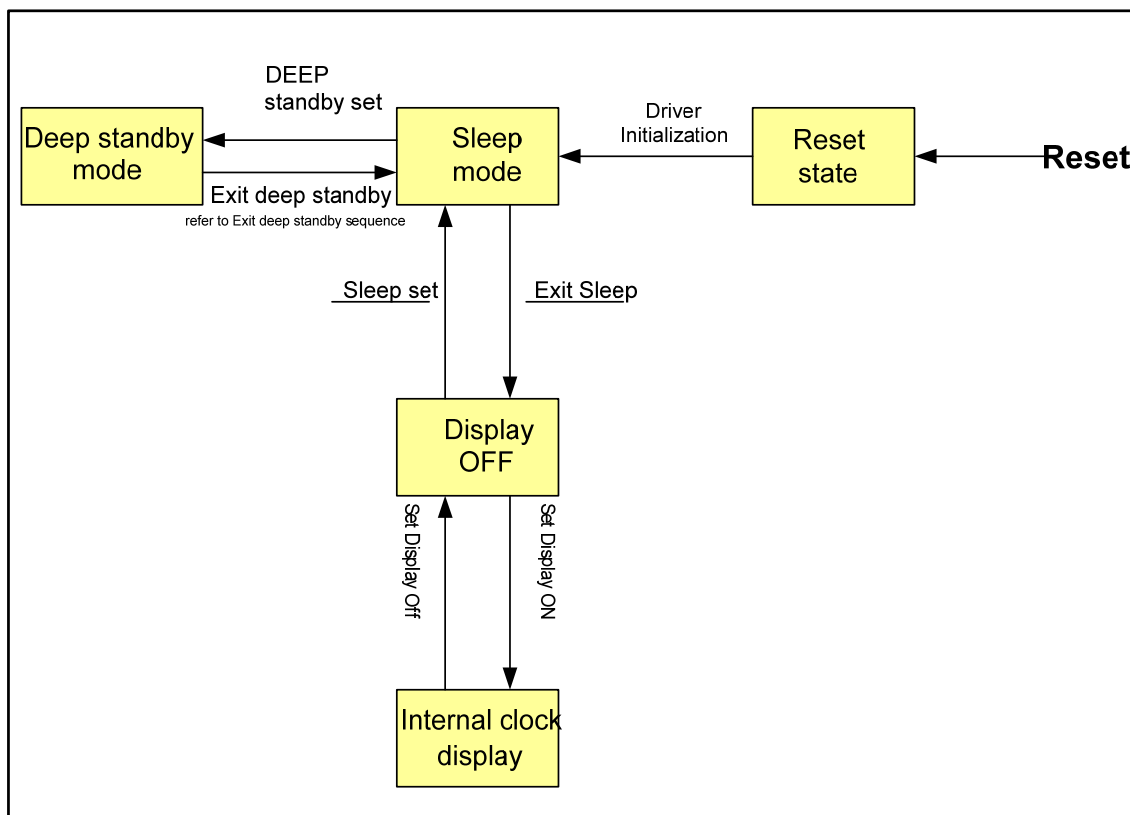 DEEP
standby set
Deep standby
mode
Exit deep standby
refer to Exit deep standby sequence
Sleep
mode
Driver
Initialization
Reset
state
Reset
Sleep set
Exit Sleep
Display
OFF
Set Display Off
Set Display ON
Internal clock
display